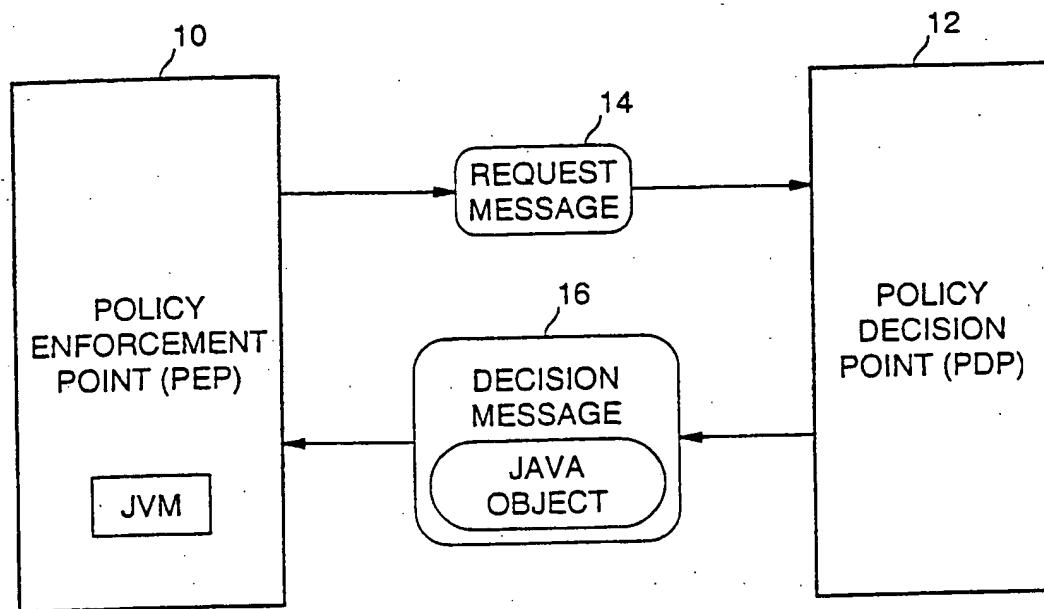 10
12
14
REQUEST
MESSAGE
POLICY
ENFORCEMENT
POINT (PEP)
16
DECISION
MESSAGE
JAVA
OBJECT
POLICY
DECISION
POINT (PDP)
JVM